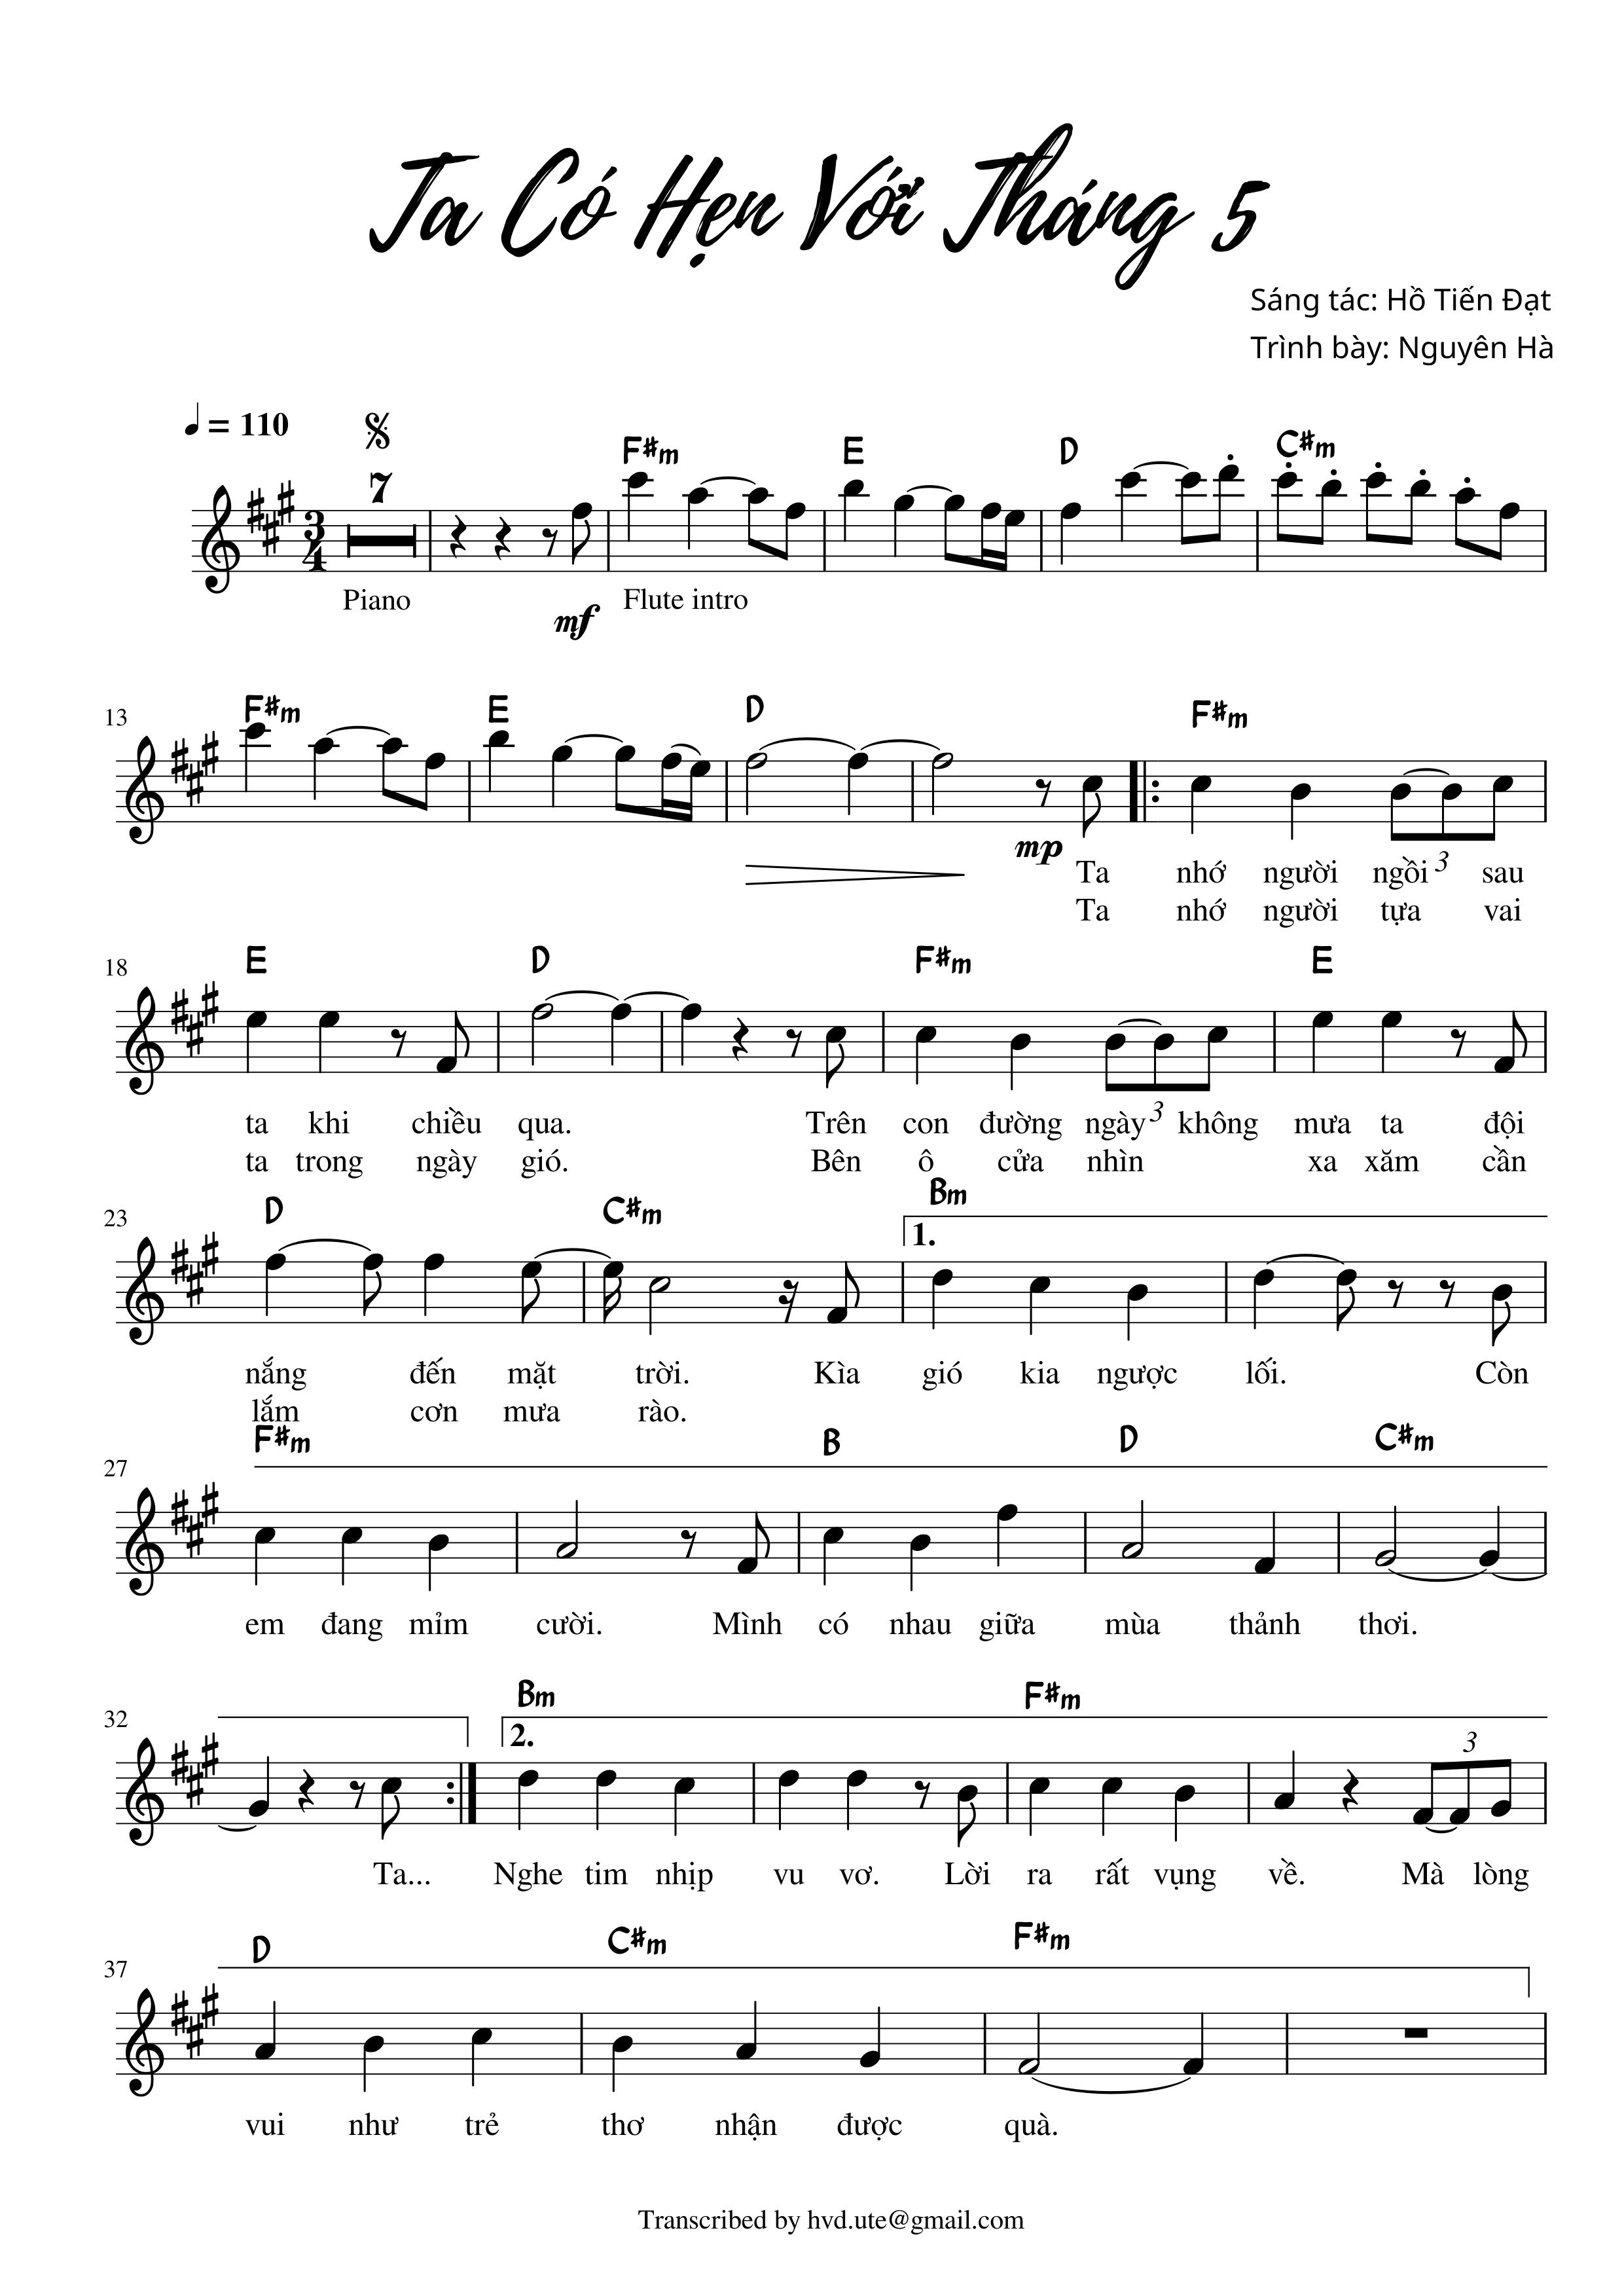 Ta Có Hẹn Với Tháng 5
Sáng tác: Hồ Tiến Đạt
Trình bày: Nguyên Hà
= 110
7
F#m E D C#m
3
4
Piano mf Flute intro
13 F#m E D F#m
3
mp Ta nhớ người ngồi sau
Ta nhớ người tựa vai
18 E D F#m E
3
ta khi chiều qua. Trên con đường ngày không mưa ta đội
ta trong ngày gió. Bên ô cửa nhìn xa xăm cần
23 D C#m Bm
1.
nắng đến mặt trời. Kìa gió kia ngược lối. Còn
lắm cơn mưa rào.
27 F#m B D C#m
em đang mỉm cười. Mình có nhau giữa mùa thảnh thơi.
32 Bm F#m
2.
3
Ta... Nghe tim nhịp vu vơ. Lời ra rất vụng về. Mà lòng
37 D C#m F#m
vui như trẻ thơ nhận được quà.
Transcribed by hvd.ute@gmail.com